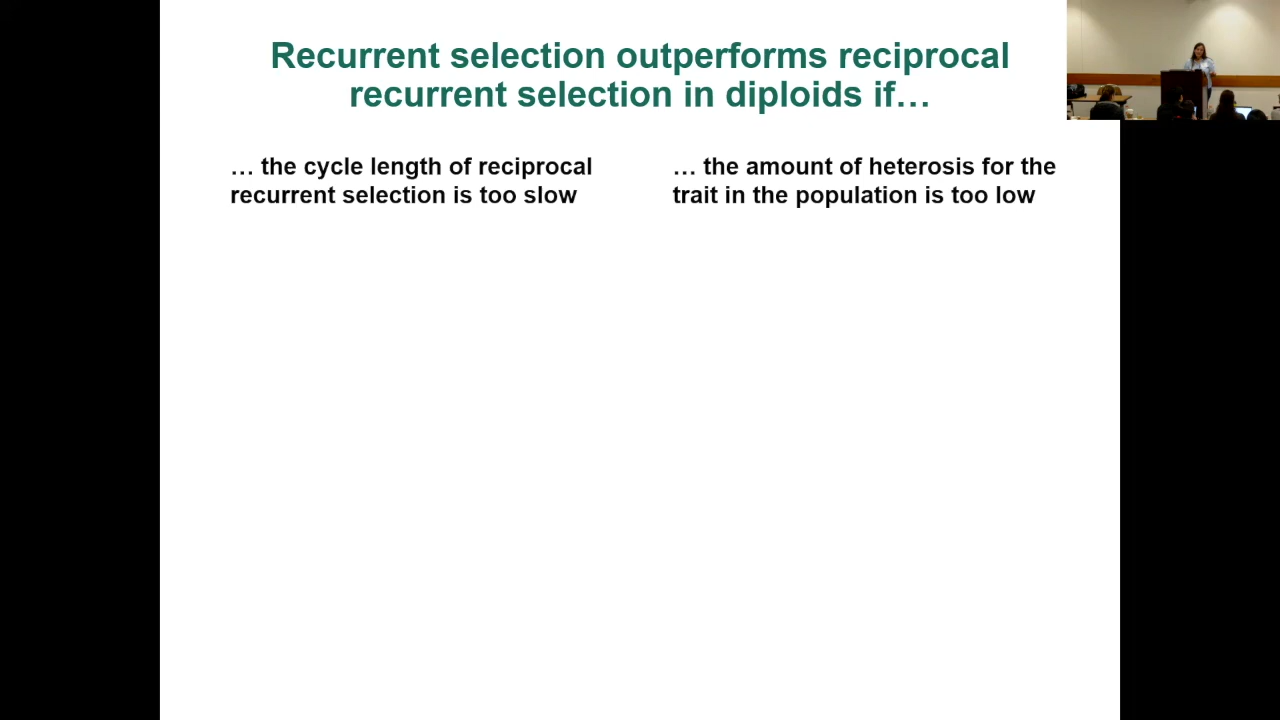 Recurrent selection outperforms reciprocal
recurrent selection in diploids if…
… the cycle length of reciprocal
recurrent selection is too slow
… the amount of heterosis for the
trait in the population is too low